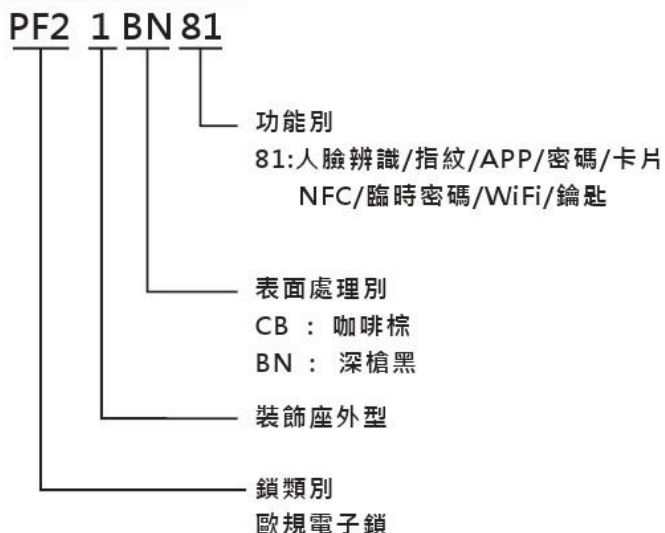 PF2 1 BN 81
功能別
81:人臉辨識/指紋/APP/密碼/卡片
NFC/臨時密碼/WiFi/鑰匙
表面處理別
CB : 咖啡棕
BN : 深槍黑
裝飾座外型
鎖類別
歐規電子鎖